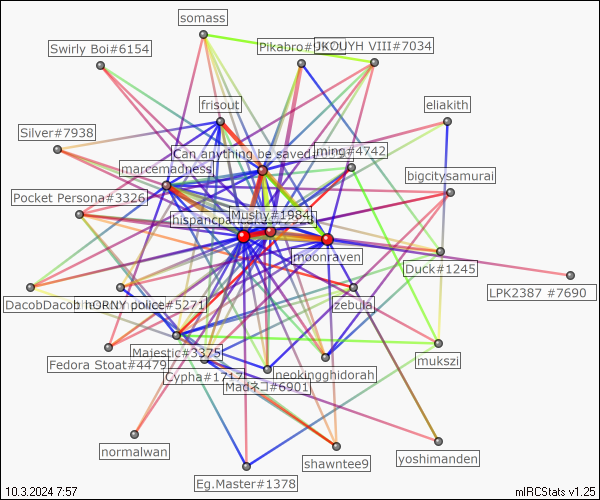 somass
Swirly Boi#6154
Pikabro#
JKOUYH VIII#7034
frisout
eliakith
Silver#7938
Can anything be saved
ming#4742
marcemadness
bigcitysamurai
Pocket Persona#3326
hispancpa
Mushy#1984
moonraven
Duck#1245
LPK2387 #7690
DacobDacob
hORNY police#5271
zebula
Majestic#3375
mukszi
Fedora Stoat#4479
Cypha#1717
neokingghidorah
Madネコ#6901
normalwan
shawntee9
yoshimanden
Eg.Master#1378
10.3.2024 7:57
mIRCStats v1.25